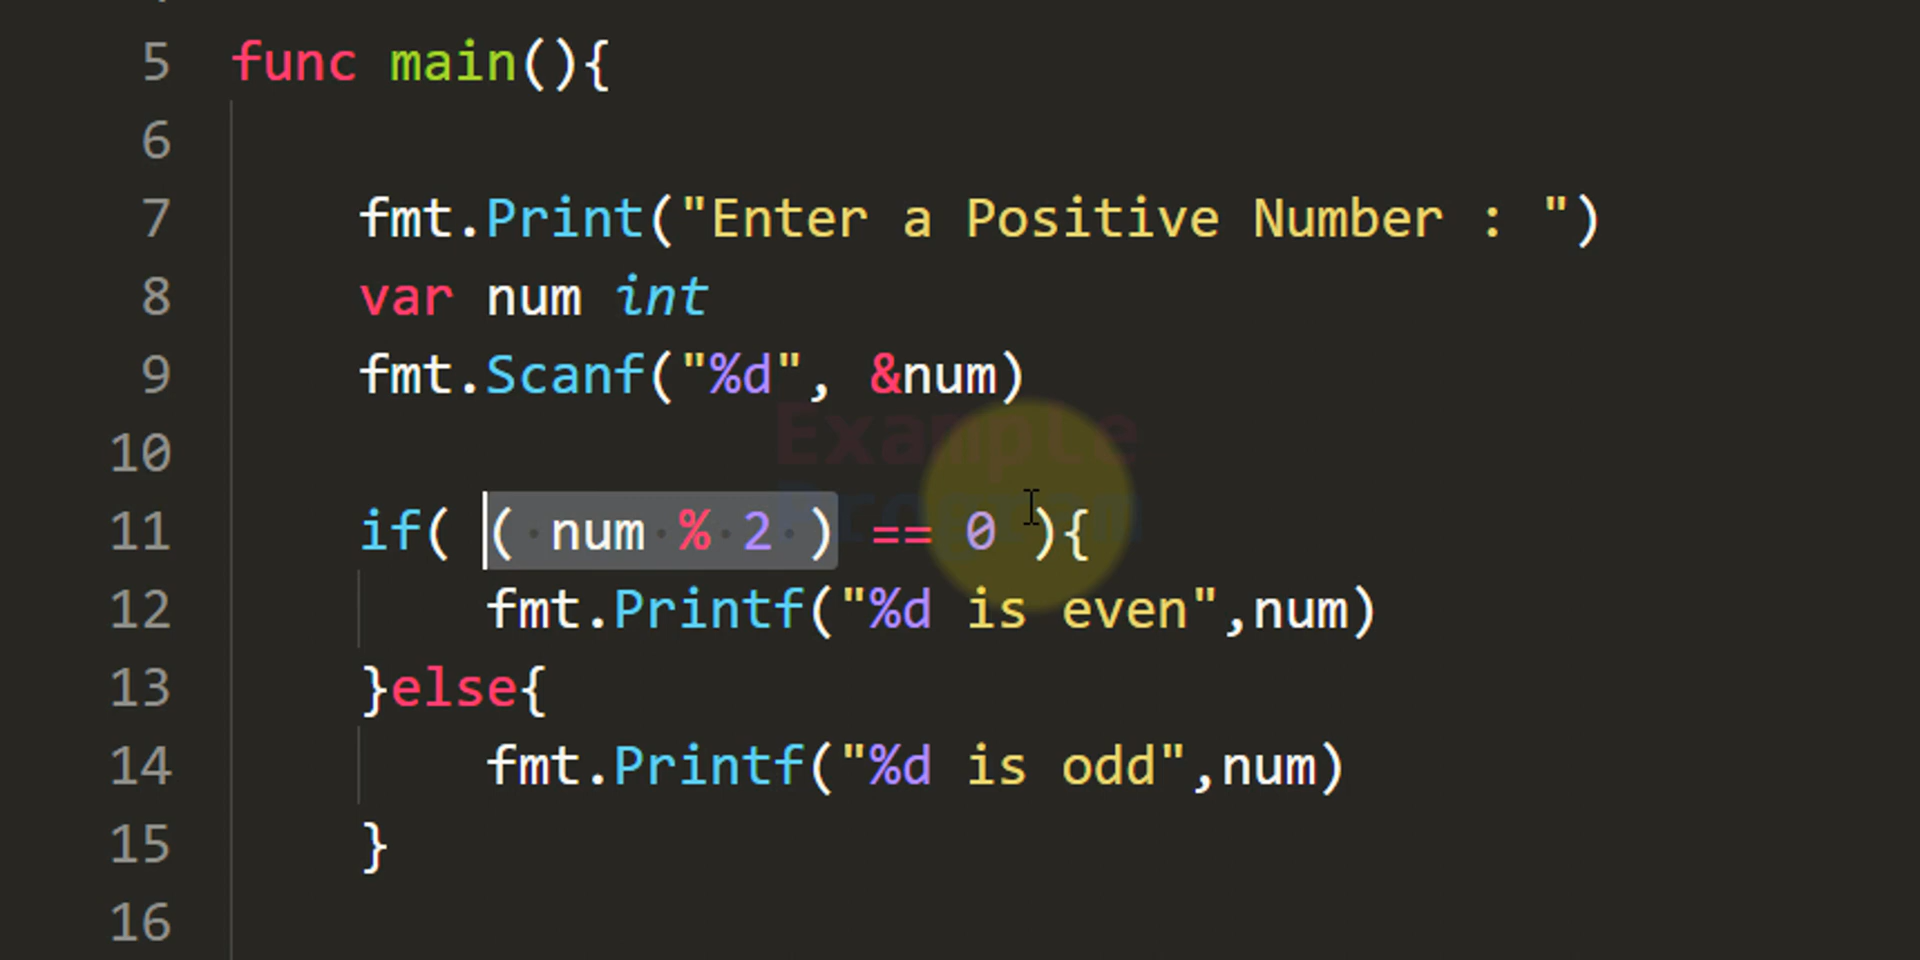 5 func main(){
6
7 fmt.Print("Enter a Positive Number : ")
8 var num int
9 fmt.Scanf("%d", &num)
Example
10
Program
11 if( ( num % 2 ) == 0 ){
12 fmt.Printf("%d is even",num)
13 }else{
14 fmt.Printf("%d is odd",num)
15 }
16